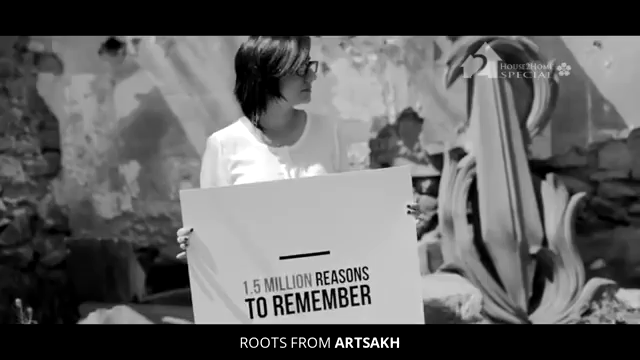 HOUSE2HOME
SPECIAL
1.5 MILLION REASONS
TO REMEMBER
ROOTS FROM ARTSAKH